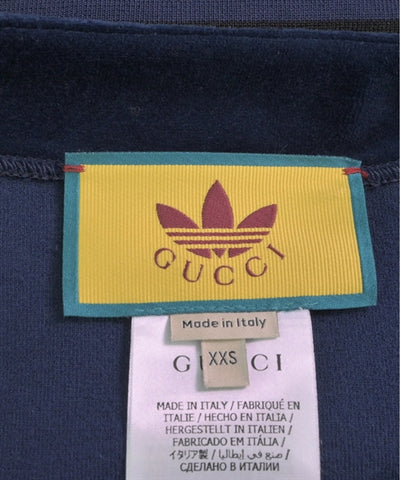 GUCCI
Made in Italy
XXS
GUCCI
MADE IN ITALY / FABRIQUÉ EN
ITALIE / HECHO EN ITALIA /
HERGESTELLT IN ITALIEN /
FABRICADO EM ITÁLIA /
イタリア製 / صنع في إيطاليا /
СДЕЛАНО В ИТАЛИИ